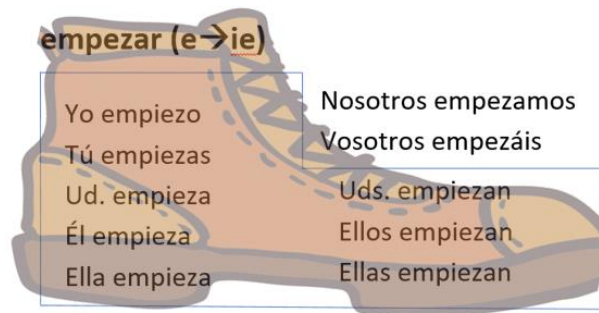 empezar (e→ie)
Yo empiezo
Tú empiezas
Ud. empieza
Él empieza
Ella empieza
Nosotros empezamos
Vosotros empezáis
Uds. empiezan
Ellos empiezan
Ellas empiezan